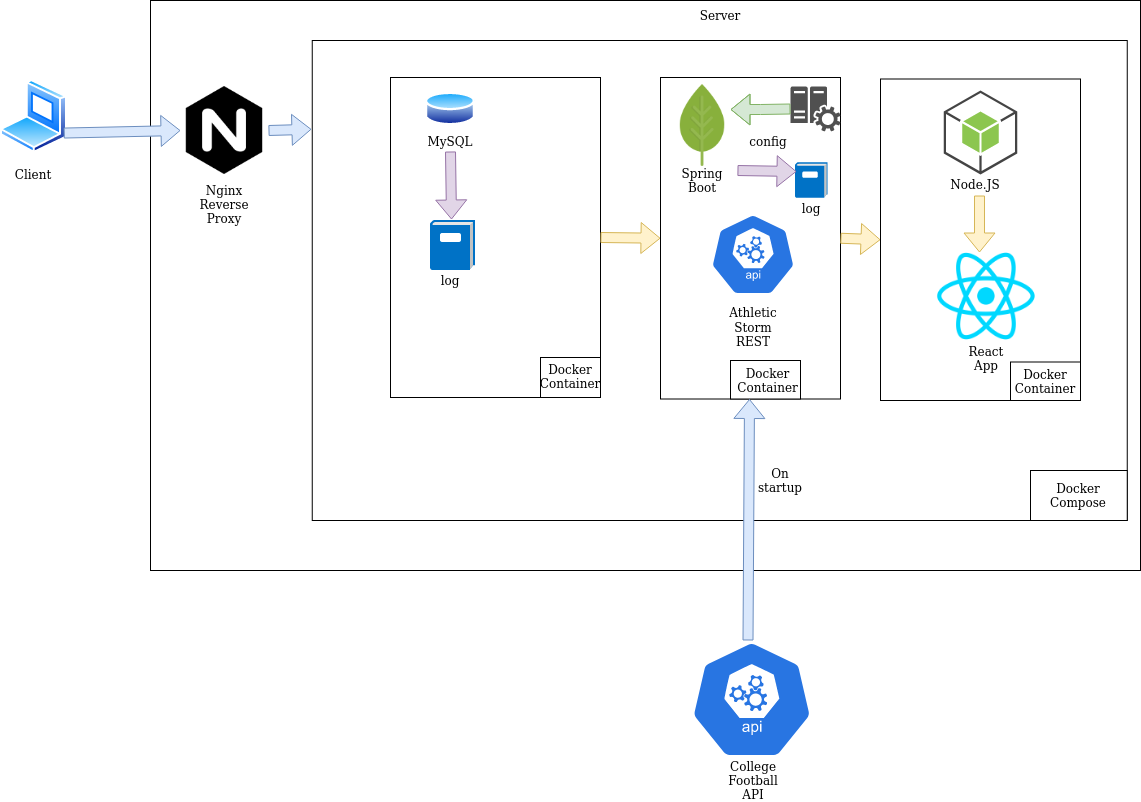 Server
Client
N
Nginx
Reverse
Proxy
MySQL
log
Docker
Container
config
Spring
Boot
log
api
Athletic
Storm
REST
Docker
Container
Node.JS
React
App
Docker
Container
On
startup
Docker
Compose
api
College
Football
API